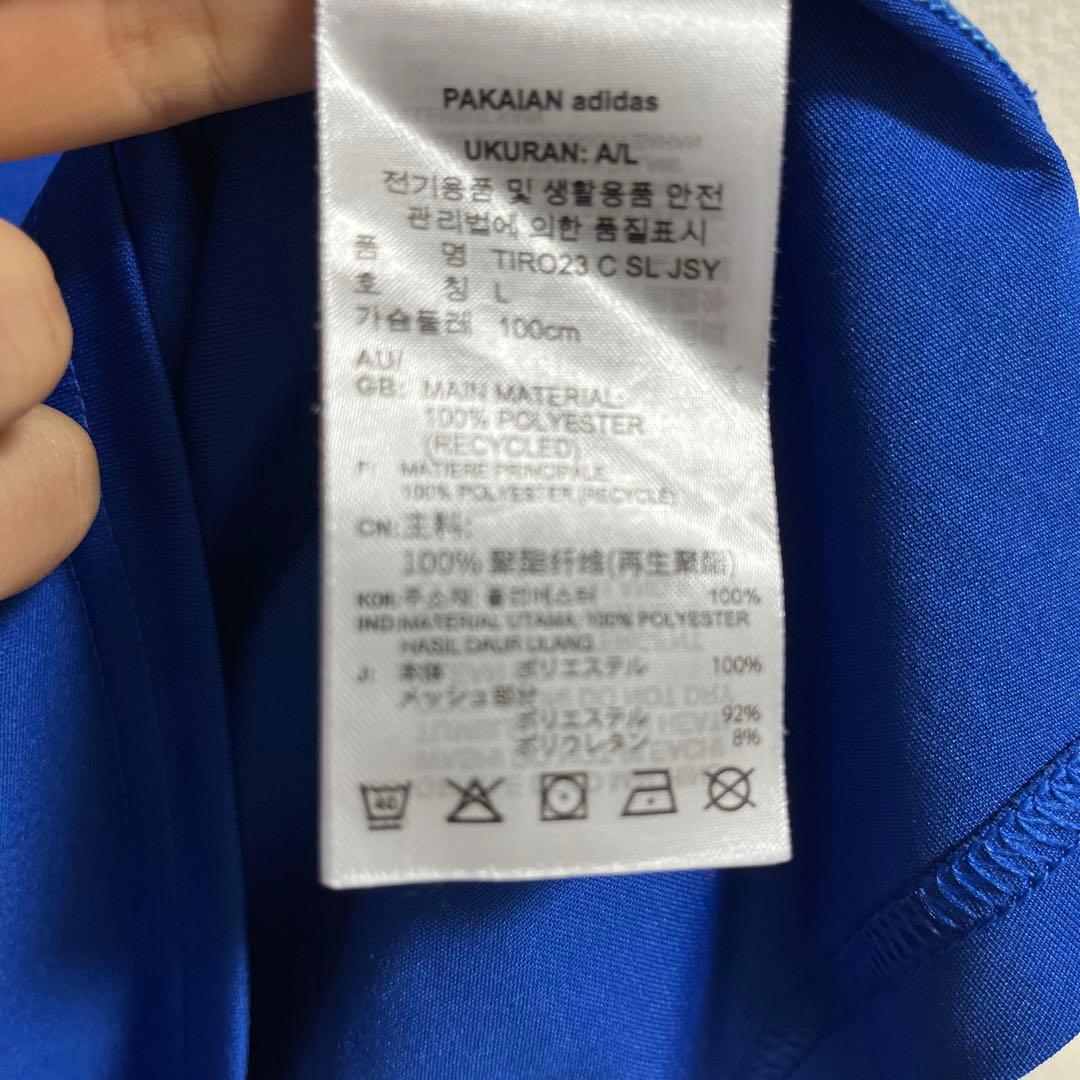 PAKAIAN adidas
UKURAN: A/L
전기용품 및 생활용품 안전
관리법에 의한 품질표시
품 명 TIRO23 C SL JSY
호 칭 L
가슴둘레 100cm
AU/
GB: MAIN MATERIAL:
100% POLYESTER
(RECYCLED)
F: MATIERE PRINCIPALE:
100% POLYESTER (RECYCLÉ)
CN: 主料:
100% 聚酯纤维(再生聚酯)
KOR: 주소재: 폴리에스터 100%
IND: MATERIAL UTAMA: 100% POLYESTER
HASIL DAUR ULANG
J: 本体 ポリエステル 100%
メッシュ部分
ポリエステル 92%
ポリウレタン 8%
40